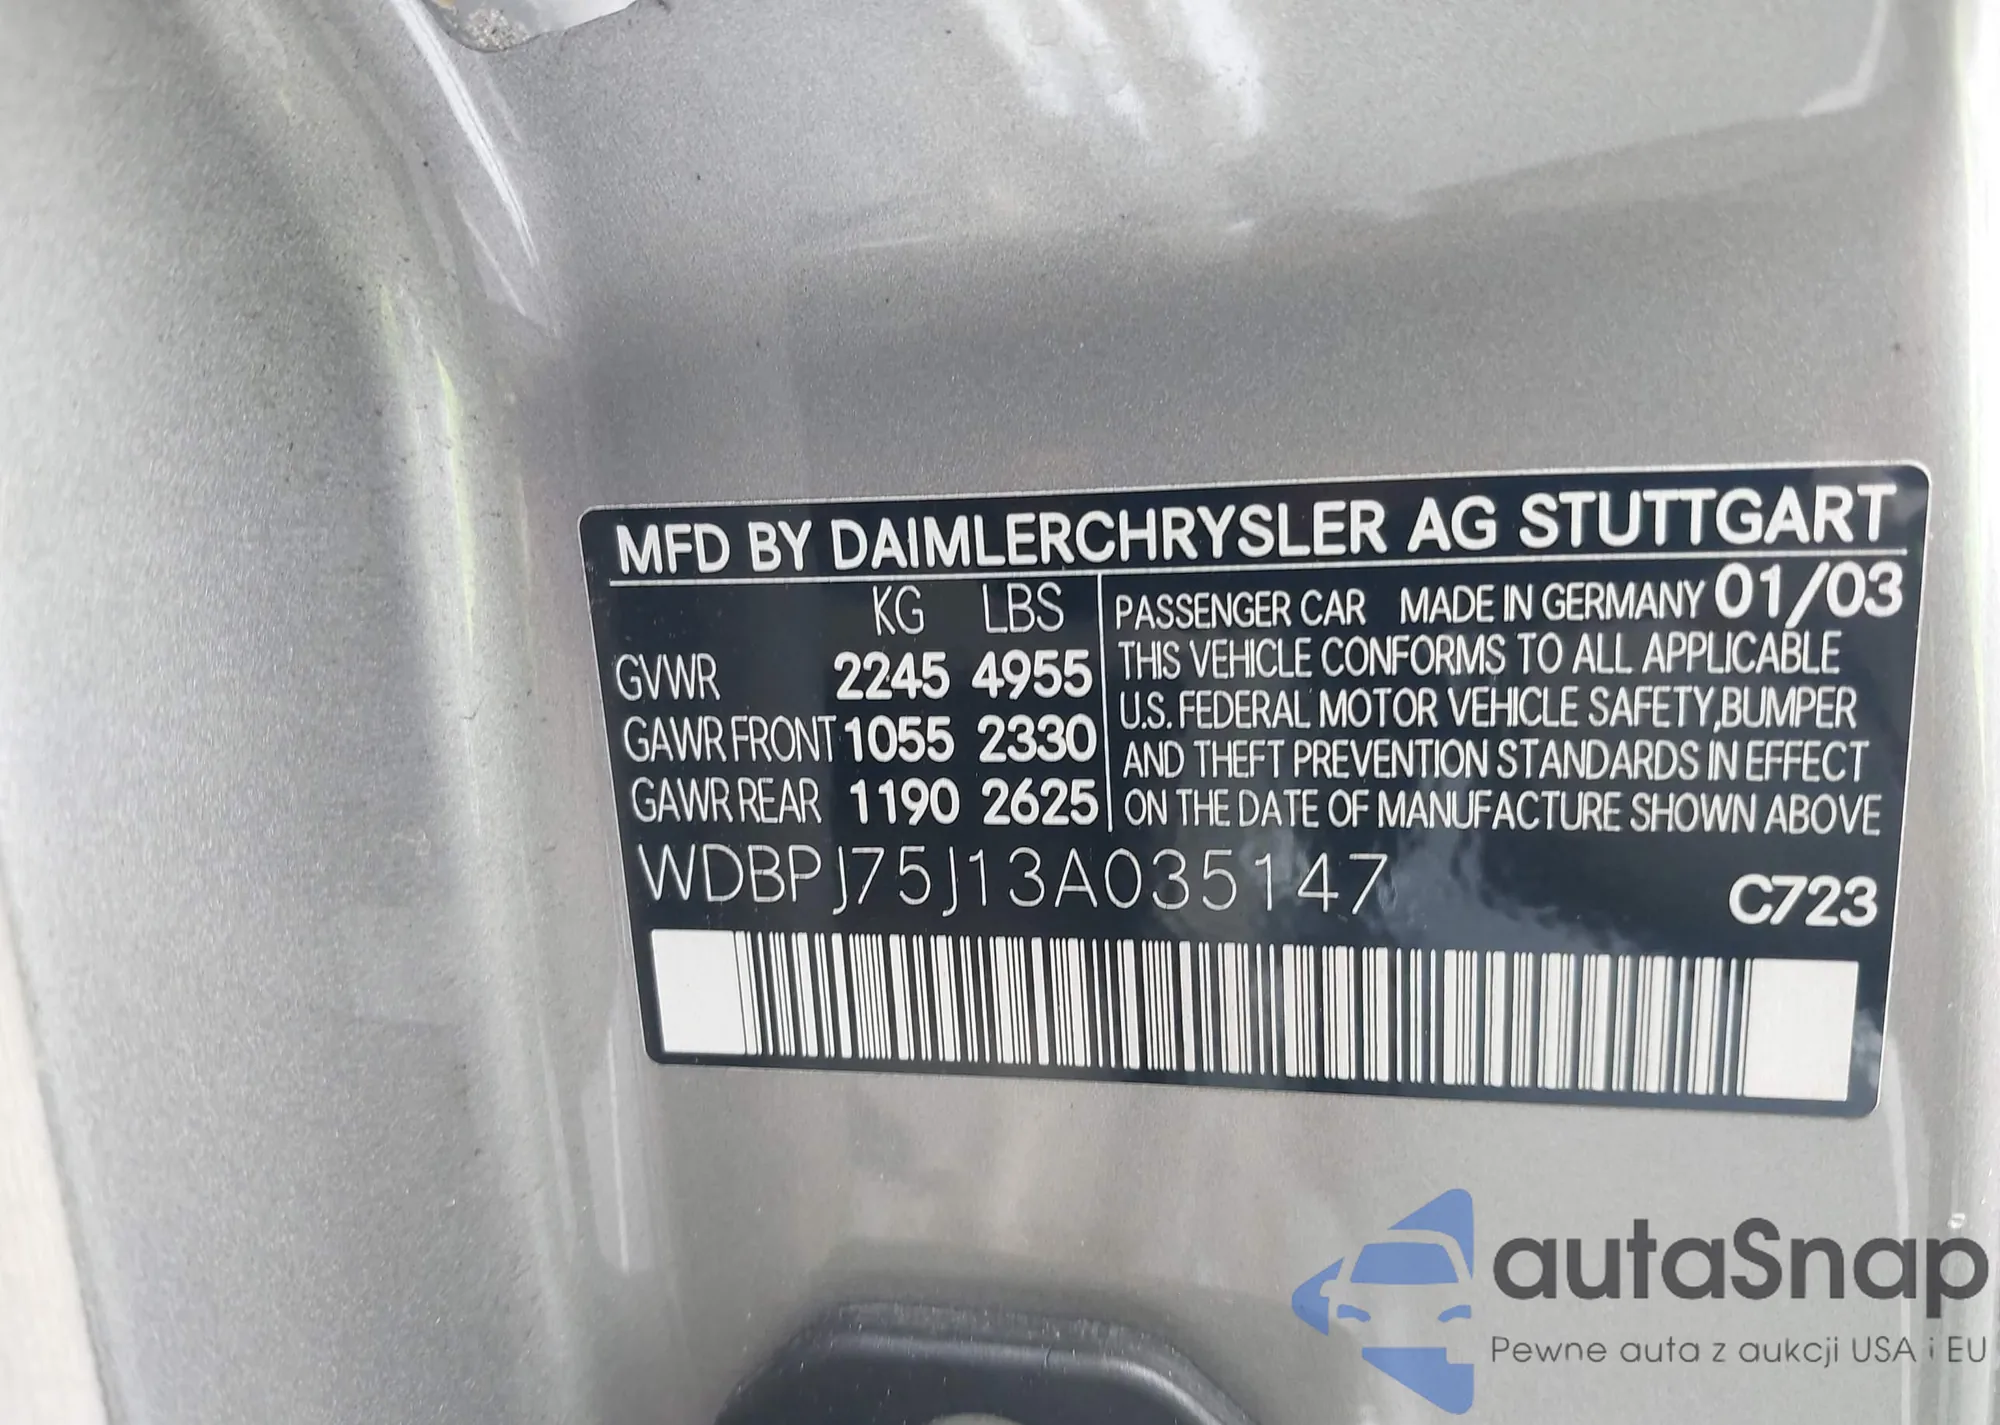 MFD BY DAIMLERCHRYSLER AG STUTTGART
KG LBS
GVWR 2245 4955
GAWR FRONT 1055 2330
GAWR REAR 1190 2625
PASSENGER CAR MADE IN GERMANY 01/03
THIS VEHICLE CONFORMS TO ALL APPLICABLE
U.S. FEDERAL MOTOR VEHICLE SAFETY,BUMPER
AND THEFT PREVENTION STANDARDS IN EFFECT
ON THE DATE OF MANUFACTURE SHOWN ABOVE
WDBPJ75J13A035147
C723
autaSnap
Pewne auta z aukcji USA i EU